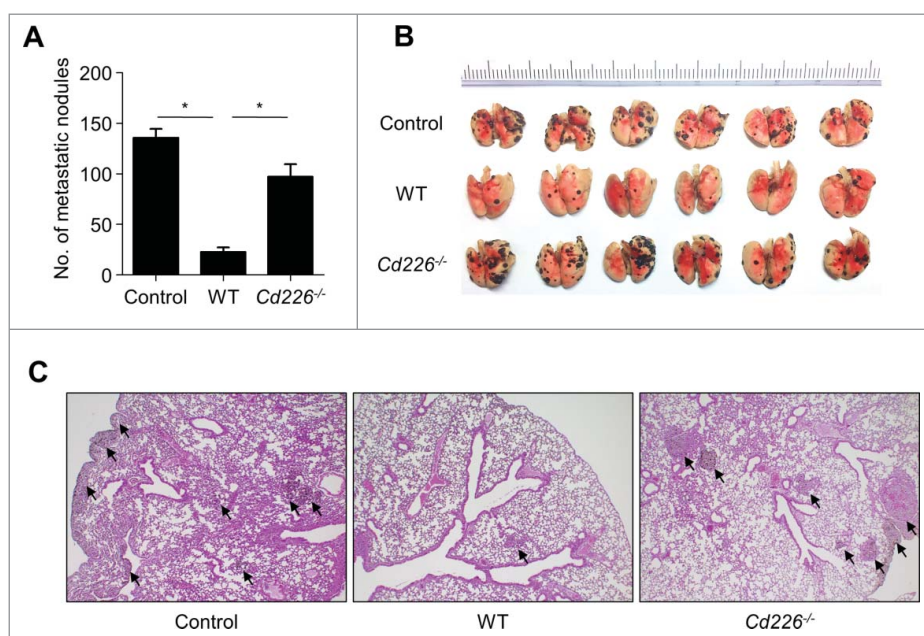 A
No. of metastatic nodules
200
150
100
50
0
*
*
Control
WT
Cd226-/-
B
Control
WT
Cd226-/-
C
Control
WT
Cd226-/-